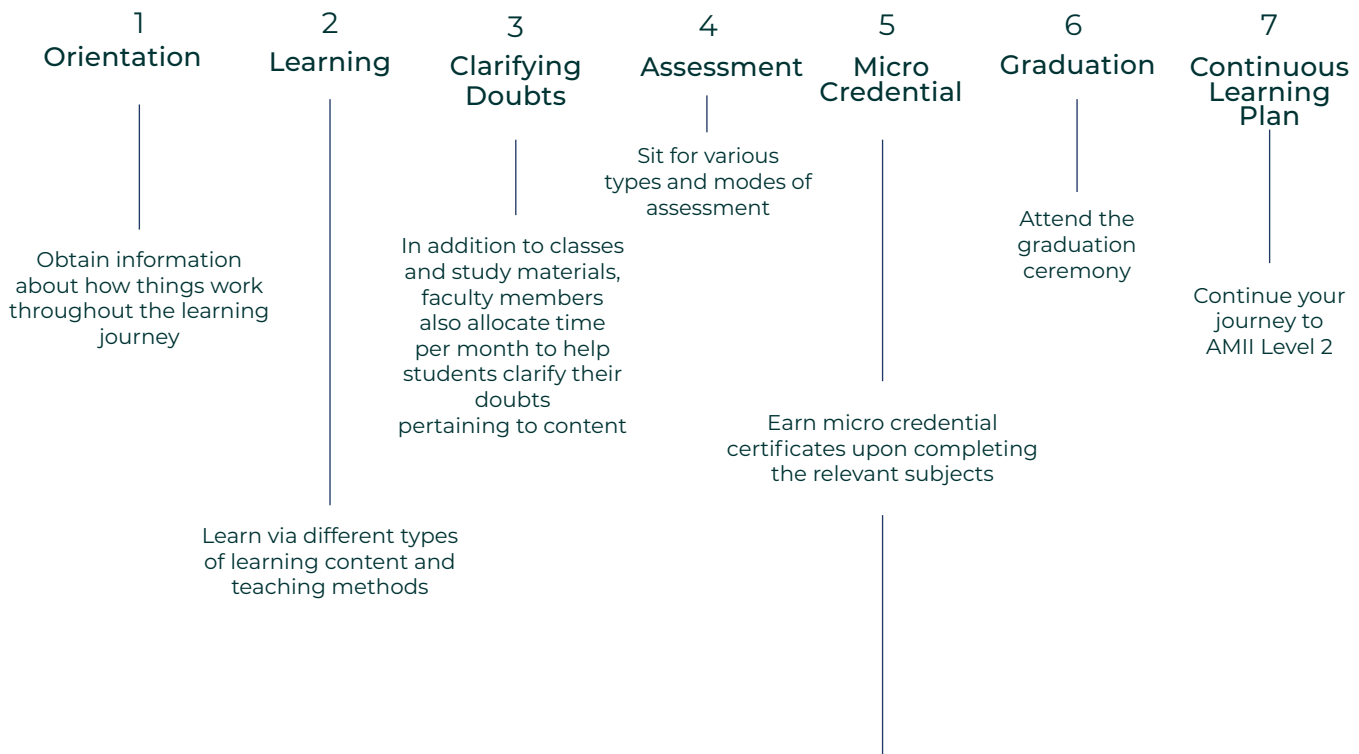 1
Orientation
Obtain information
about how things work
throughout the learning
journey
2
Learning
Learn via different types
of learning content and
teaching methods
3
Clarifying
Doubts
In addition to classes
and study materials,
faculty members
also allocate time
per month to help
students clarify their
doubts
pertaining to content
4
Assessment
Sit for various
types and modes of
assessment
5
Micro
Credential
Earn micro credential
certificates upon completing
the relevant subjects
6
Graduation
Attend the
graduation
ceremony
7
Continuous
Learning
Plan
Continue your
journey to
AMII Level 2